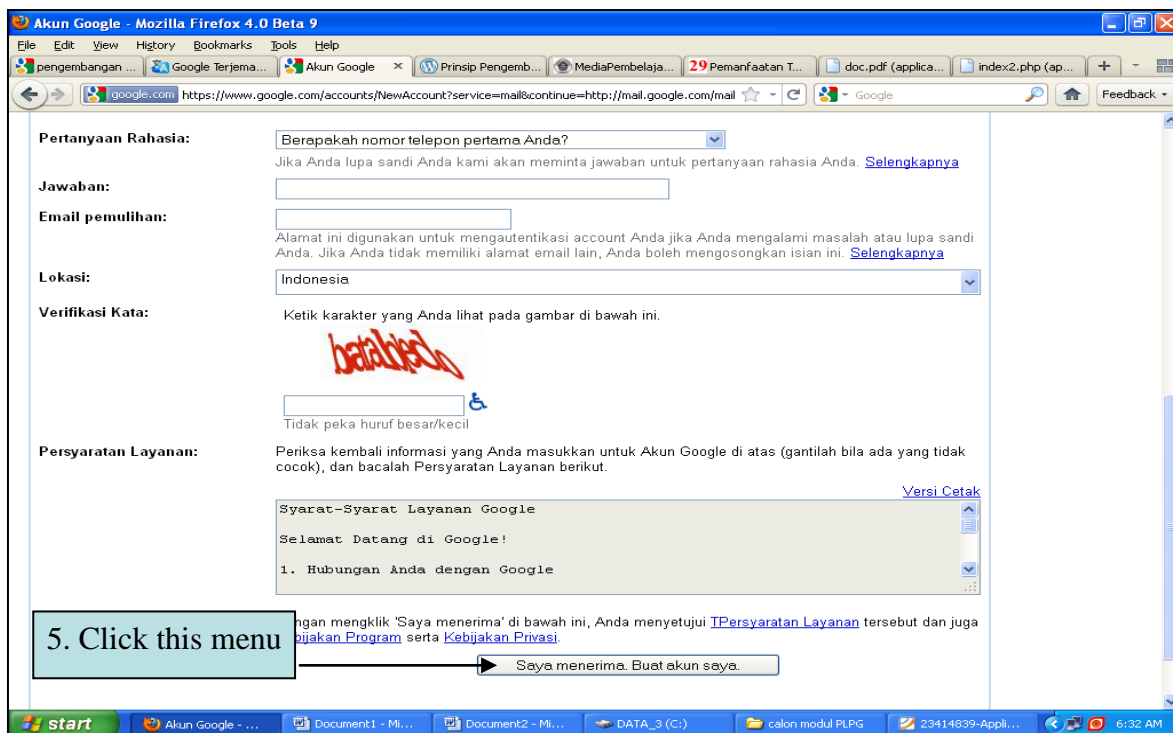 Akun Google - Mozilla Firefox 4.0 Beta 9
File Edit View History Bookmarks Tools Help
pengembangan ... Google Terjema... Akun Google × Prinsip Pengemb... MediaPembelaja... 29 Pemanfaatan T... doc.pdf (applica... index2.php (ap...
google.com https://www.google.com/accounts/NewAccount?service=mail&continue=http://mail.google.com/mail Google Feedback
Pertanyaan Rahasia: Berapakah nomor telepon pertama Anda?
Jika Anda lupa sandi Anda kami akan meminta jawaban untuk pertanyaan rahasia Anda. Selengkapnya
Jawaban:
Email pemulihan:
Alamat ini digunakan untuk mengautentikasi account Anda jika Anda mengalami masalah atau lupa sandi
Anda. Jika Anda tidak memiliki alamat email lain, Anda boleh mengosongkan isian ini. Selengkapnya
Lokasi: Indonesia
Verifikasi Kata: Ketik karakter yang Anda lihat pada gambar di bawah ini.
batabedo
Tidak peka huruf besar/kecil
Persyaratan Layanan: Periksa kembali informasi yang Anda masukkan untuk Akun Google di atas (gantilah bila ada yang tidak
cocok), dan bacalah Persyaratan Layanan berikut.
Versi Cetak
Syarat-Syarat Layanan Google
Selamat Datang di Google!
1. Hubungan Anda dengan Google
ngan mengklik 'Saya menerima' di bawah ini, Anda menyetujui TPersyaratan Layanan tersebut dan juga
bijakan Program serta Kebijakan Privasi.
5. Click this menu
Saya menerima. Buat akun saya.
start Akun Google - ... Document1 - Mi... Document2 - Mi... DATA_3 (C:) calon modul PLPG 23414839-Appli... 6:32 AM